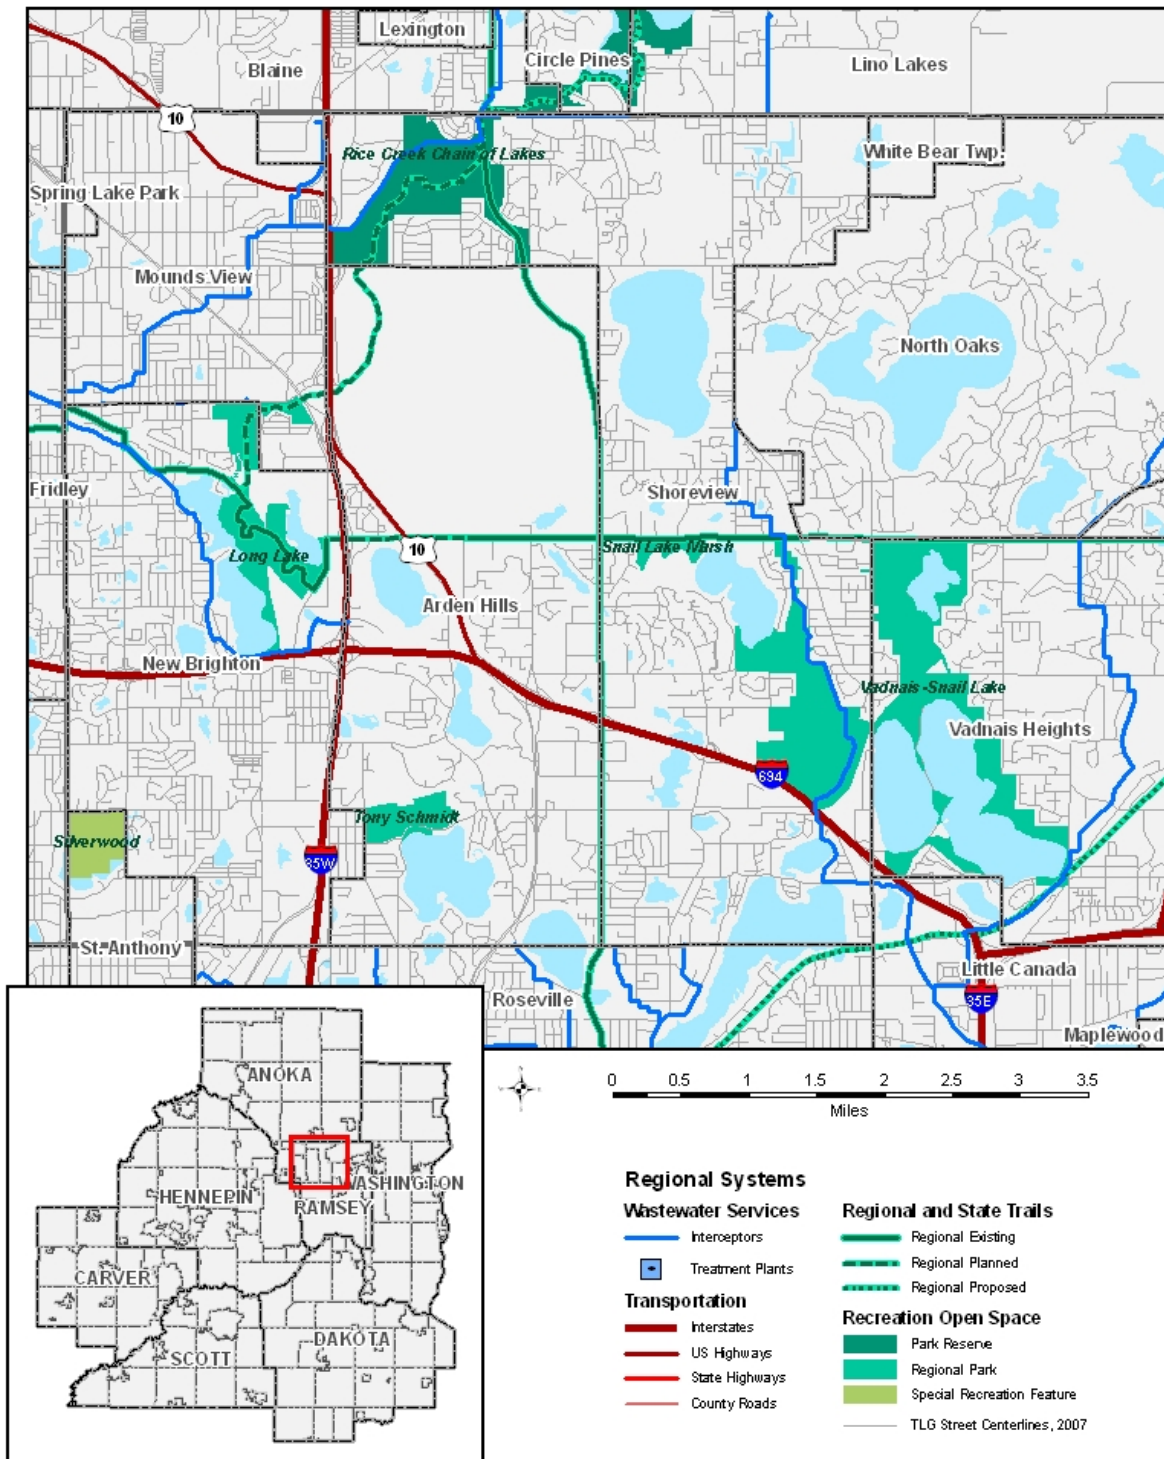 Lexington
Circle Pines
Lino Lakes
Blaine
10
Rice Creek Chain of Lakes
White Bear Twp.
Spring Lake Park
Mounds View
North Oaks
Fridley
Shoreview
Long Lake
10
Snail Lake Marsh
Arden Hills
New Brighton
Vadnais-Snail Lake
Vadnais Heights
694
Tony Schmidt
Silverwood
35W
St. Anthony
Roseville
Little Canada
35E
Maplewood
ANOKA
WASHINGTON
HENNEPIN
RAMSEY
CARVER
DAKOTA
SCOTT
0 0.5 1 1.5 2 2.5 3 3.5
Miles
Regional Systems
Wastewater Services
Interceptors
Treatment Plants
Transportation
Interstates
US Highways
State Highways
County Roads
Regional and State Trails
Regional Existing
Regional Planned
Regional Proposed
Recreation Open Space
Park Reserve
Regional Park
Special Recreation Feature
TLG Street Centerlines, 2007